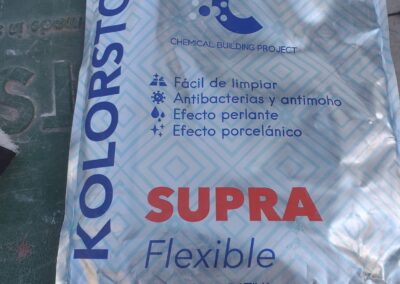 CHEMICAL BUILDING PROJECT
KOLORSTO
Fácil de limpiar
Antibacterias y antimoho
Efecto perlante
Efecto porcelánico
SUPRA
Flexible